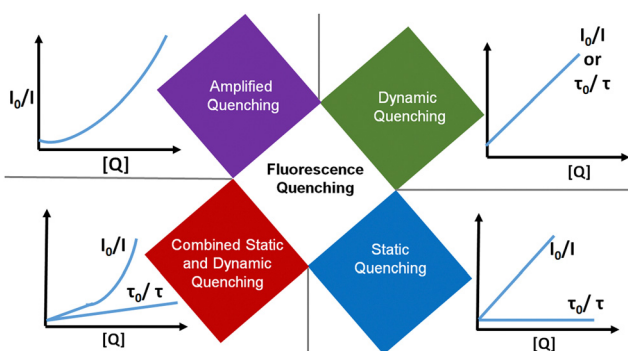 I₀/I
[Q]
Amplified
Quenching
Dynamic
Quenching
I₀/I
or
τ₀/ τ
[Q]
Fluorescence
Quenching
I₀/I
τ₀/ τ
[Q]
Combined Static
and Dynamic
Quenching
Static
Quenching
I₀/I
τ₀/ τ
[Q]